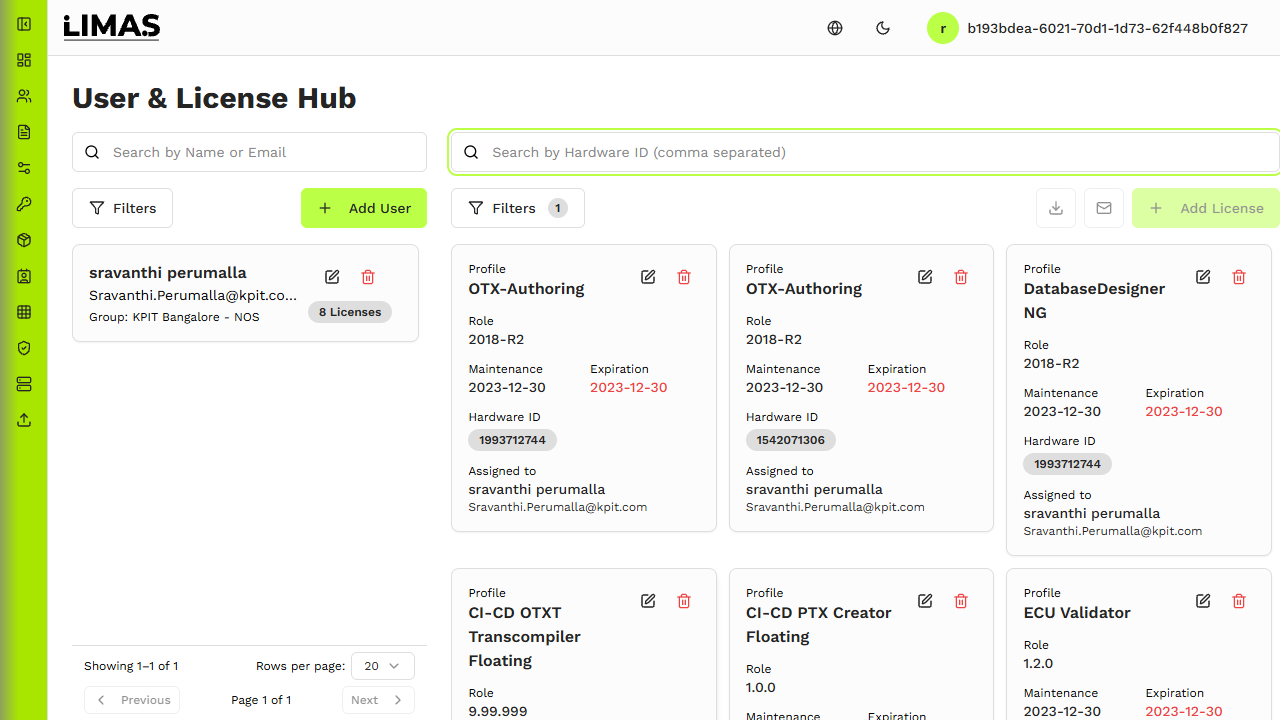 LIMAS
r b193bdea-6021-70d1-1d73-62f448b0f827
User & License Hub
Search by Name or Email
Search by Hardware ID (comma separated)
Filters
Add User
Filters 1
Add License
sravanthi perumalla
Sravanthi.Perumalla@kpit.co...
Group: KPIT Bangalore - NOS
8 Licenses
Showing 1–1 of 1
Rows per page: 20
Previous
Page 1 of 1
Next
Profile
OTX-Authoring
Role
2018-R2
Maintenance Expiration
2023-12-30 2023-12-30
Hardware ID
1993712744
Assigned to
sravanthi perumalla
Sravanthi.Perumalla@kpit.com
Profile
OTX-Authoring
Role
2018-R2
Maintenance Expiration
2023-12-30 2023-12-30
Hardware ID
1542071306
Assigned to
sravanthi perumalla
Sravanthi.Perumalla@kpit.com
Profile
DatabaseDesigner
NG
Role
2018-R2
Maintenance Expiration
2023-12-30 2023-12-30
Hardware ID
1993712744
Assigned to
sravanthi perumalla
Sravanthi.Perumalla@kpit.com
Profile
CI-CD OTXT
Transcompiler
Floating
Role
9.99.999
Profile
CI-CD PTX Creator
Floating
Role
1.0.0
Maintenance Expiration
Profile
ECU Validator
Role
1.2.0
Maintenance Expiration
2023-12-30 2023-12-30